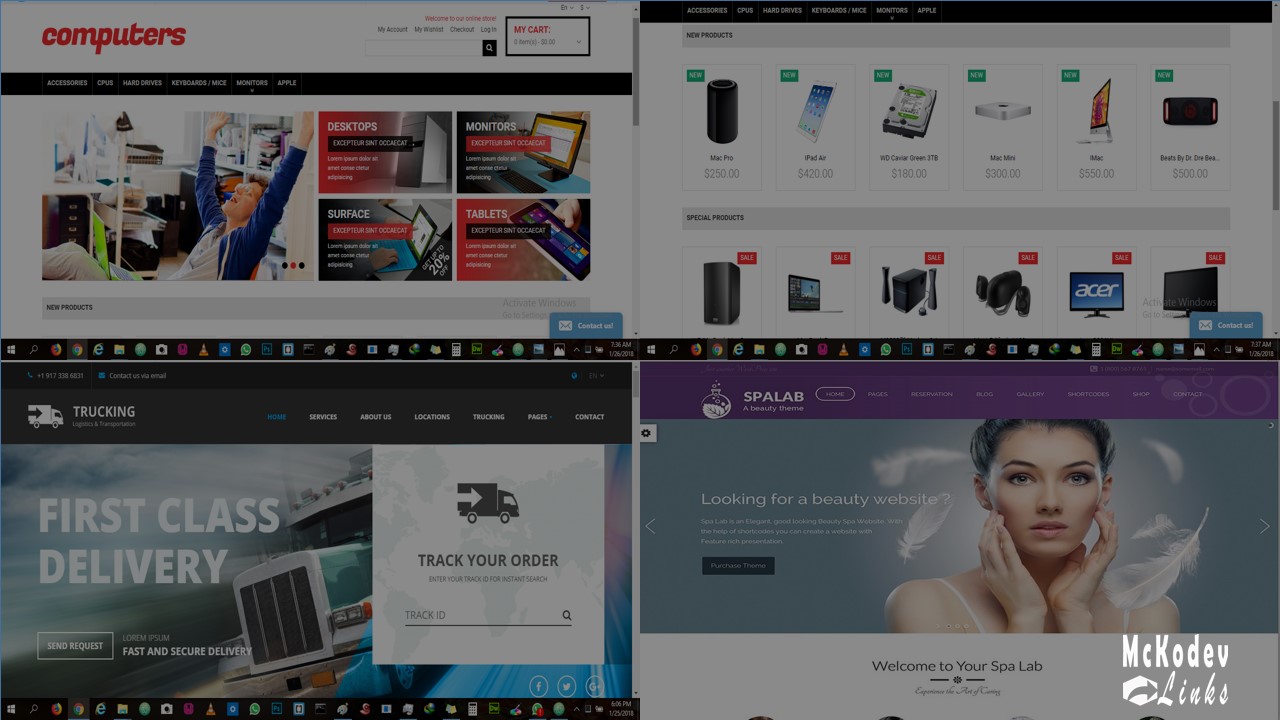 En $
Welcome to our online store!
computers
My Account My Wishlist Checkout Log In
MY CART:
0 item(s) - $0.00
ACCESSORIES CPUS HARD DRIVES KEYBOARDS / MICE MONITORS APPLE
DESKTOPS
EXCEPTEUR SINT OCCAECAT
Lorem ipsum dolor sit
amet conse ctetur
adipisicing
MONITORS
EXCEPTEUR SINT OCCAECAT
Lorem ipsum dolor sit
amet conse ctetur
adipisicing
SURFACE
EXCEPTEUR SINT OCCAECAT
Lorem ipsum dolor sit
amet conse ctetur
adipisicing
GET UP TO
20%
OFF
TABLETS
EXCEPTEUR SINT OCCAECAT
Lorem ipsum dolor sit
amet conse ctetur
adipisicing
NEW PRODUCTS
Activate Windows
Go to Settings
Contact us!
7:36 AM
1/26/2018
ACCESSORIES CPUS HARD DRIVES KEYBOARDS / MICE MONITORS APPLE
NEW PRODUCTS
NEW NEW NEW NEW NEW NEW
Mac Pro IPad Air WD Caviar Green 3TB Mac Mini IMac Beats By Dr. Dre Bea...
$250.00 $420.00 $180.00 $300.00 $550.00 $500.00
SPECIAL PRODUCTS
SALE SALE SALE SALE SALE SALE
acer
Activate Windows
Go to Settings
Contact us!
7:37 AM
1/26/2018
+1 917 338 6831 Contact us via email EN
TRUCKING
Logistics & Transportation
HOME SERVICES ABOUT US LOCATIONS TRUCKING PAGES CONTACT
FIRST CLASS
DELIVERY
SEND REQUEST
LOREM IPSUM
FAST AND SECURE DELIVERY
TRACK YOUR ORDER
ENTER YOUR TRACK ID FOR INSTANT SEARCH
TRACK ID
6:06 PM
1/25/2018
SPALAB
A beauty theme
HOME PAGES RESERVATION BLOG GALLERY SHORTCODES SHOP CONTACT
Looking for a beauty website ?
Spa Lab is an Elegant, good looking Beauty Spa Website. With
the help of shortcodes you can create a website with
Feature rich presentation.
Purchase Theme
Welcome to Your Spa Lab
Experience the Art of Caring
McKodev
Links